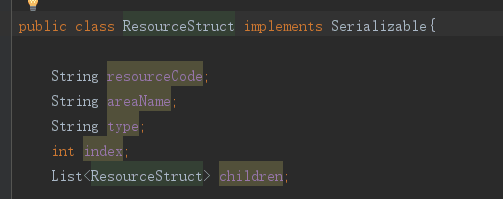 public class ResourceStruct implements Serializable{
String resourceCode;
String areaName;
String type;
int index;
List<ResourceStruct> children;